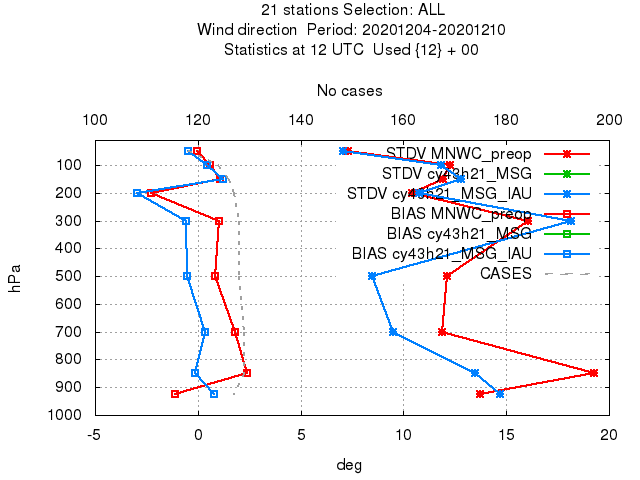 21 stations Selection: ALL
Wind direction  Period: 20201204-20201210
Statistics at 12 UTC  Used {12} + 00
No cases
100 120 140 160 180 200
STDV MNWC_preop
STDV cy43h21_MSG
STDV cy43h21_MSG_IAU
BIAS MNWC_preop
BIAS cy43h21_MSG
BIAS cy43h21_MSG_IAU
CASES
100
200
300
400
500
600
700
800
900
1000
hPa
-5 0 5 10 15 20
deg